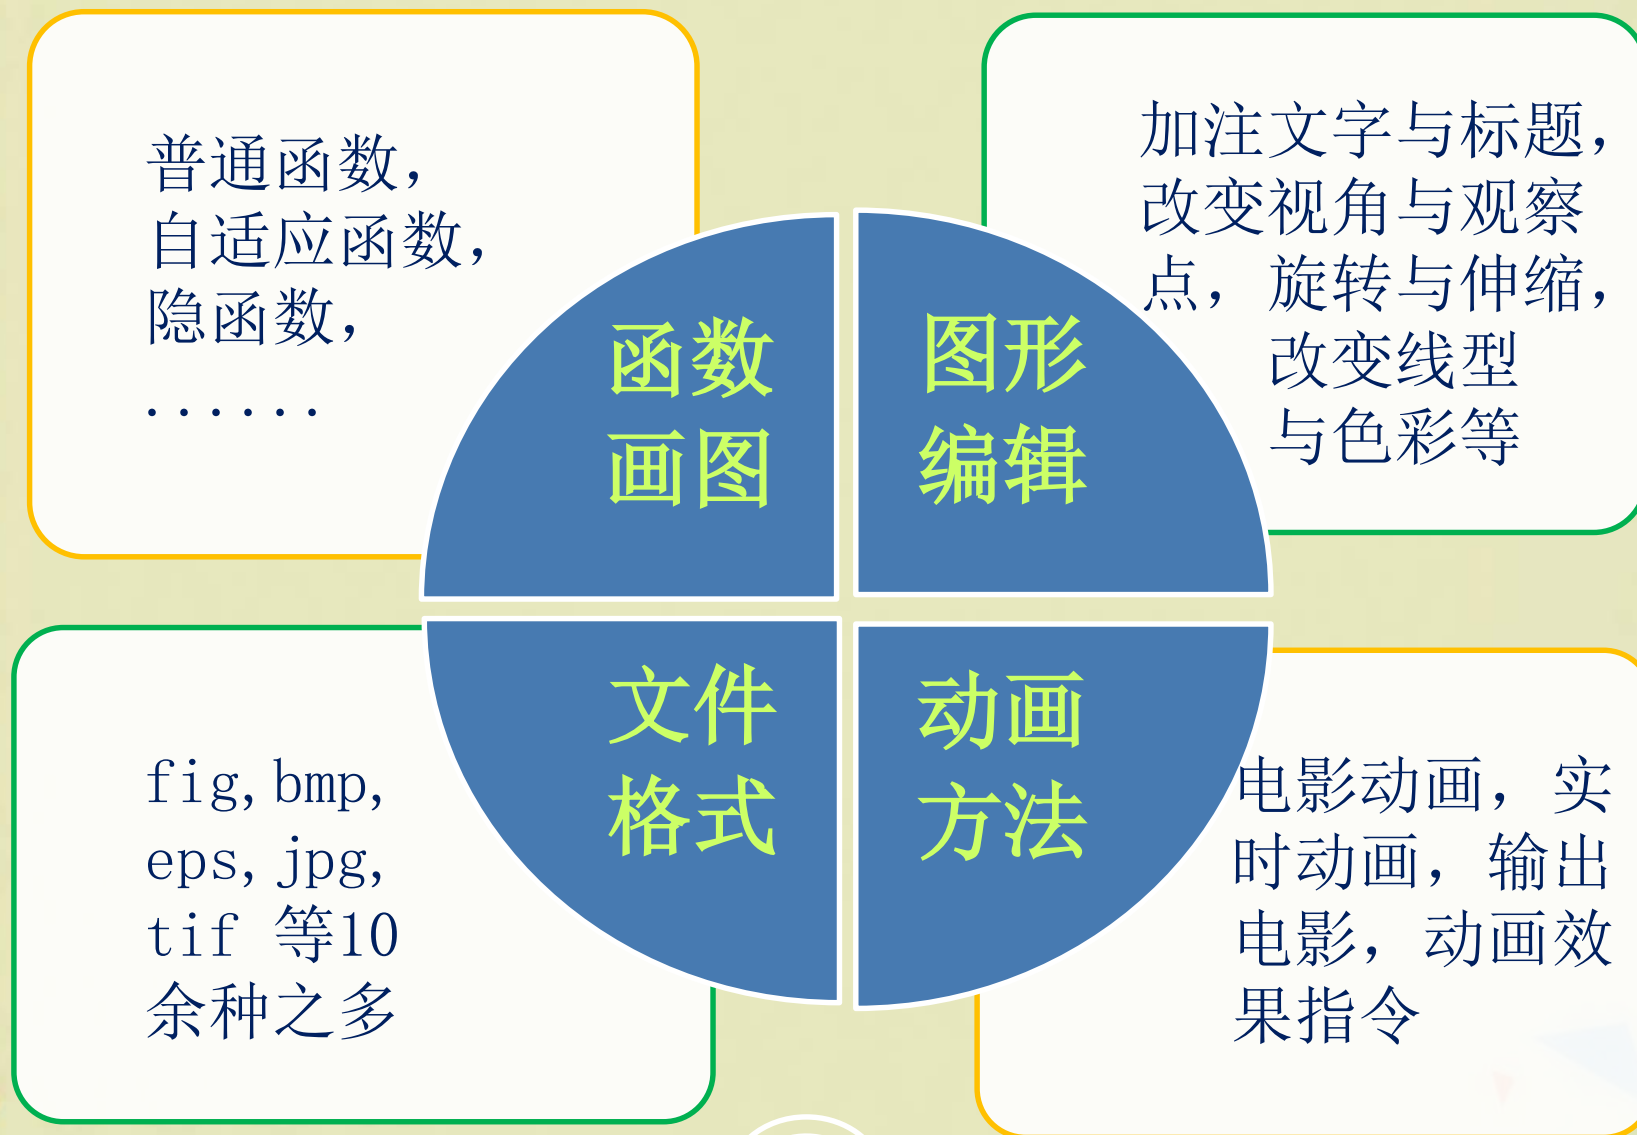 普通函数，
自适应函数，
隐函数，
......
函数
画图
加注文字与标题，
改变视角与观察
点，旋转与伸缩，
改变线型
与色彩等
图形
编辑
fig,bmp,
eps,jpg,
tif 等10
余种之多
文件
格式
动画
方法
电影动画，实
时动画，输出
电影，动画效
果指令